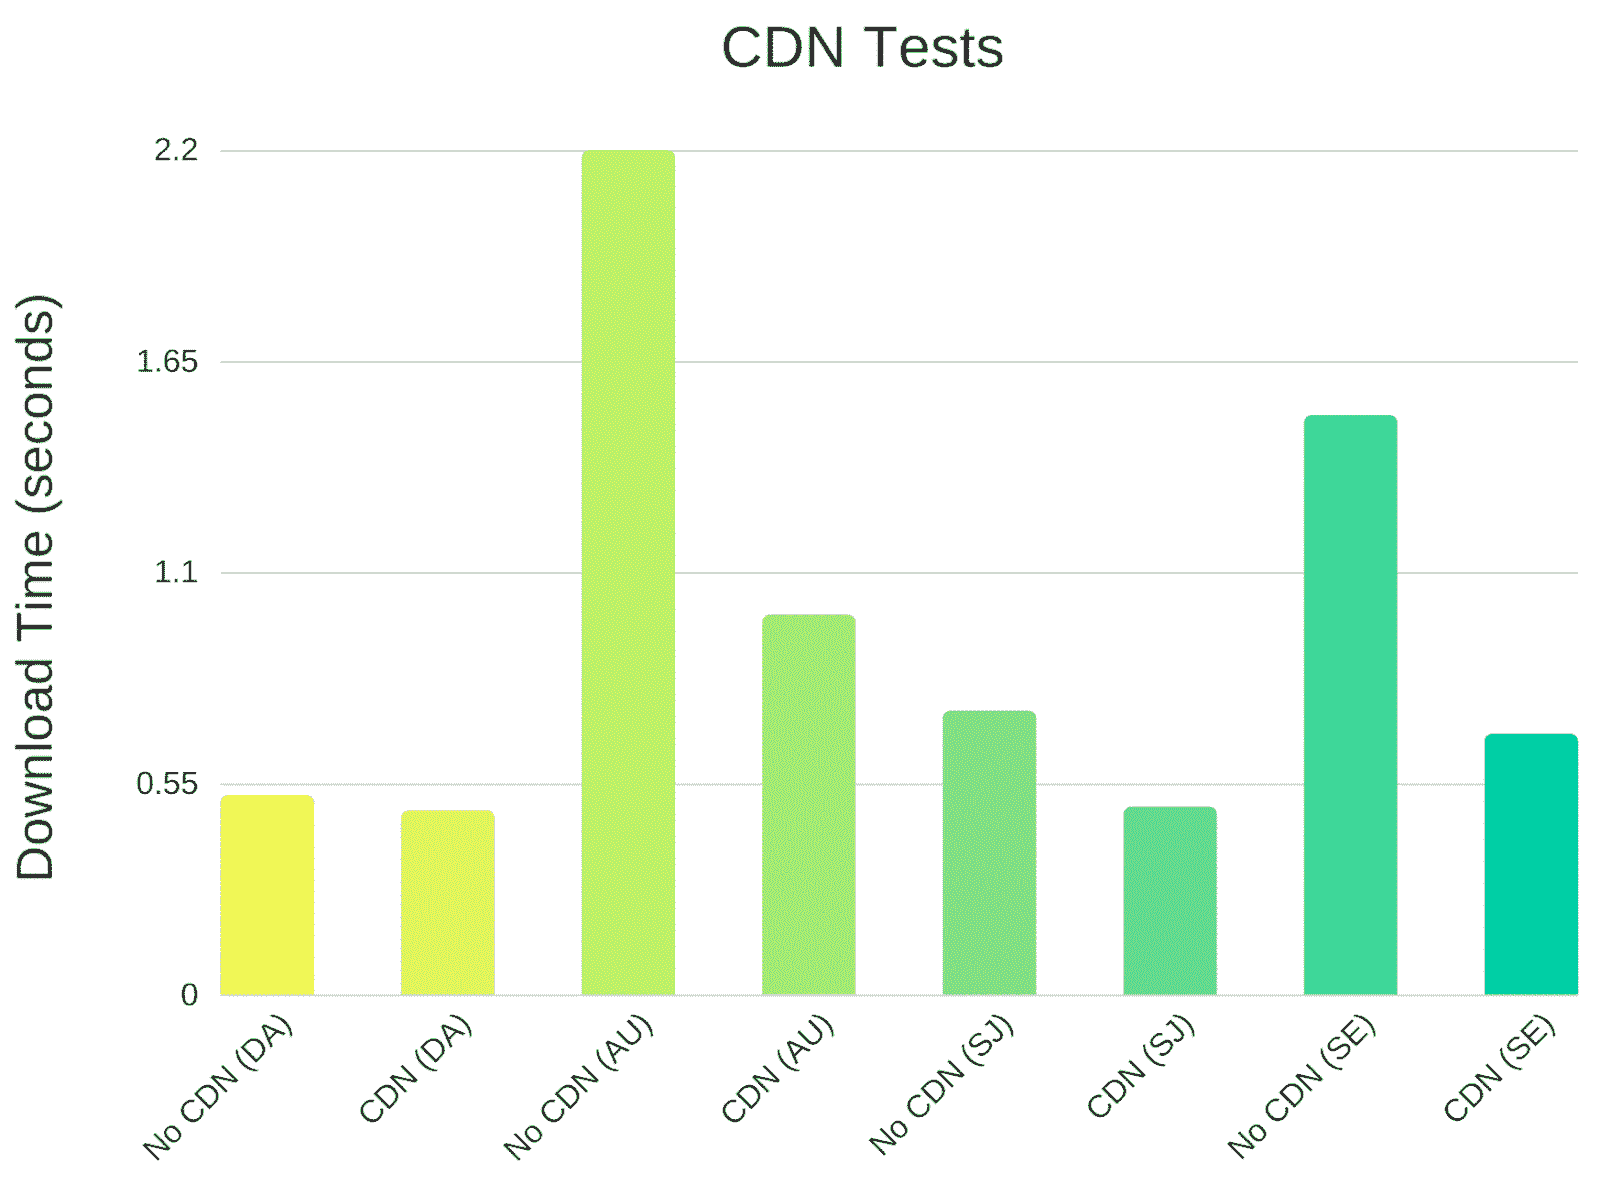 CDN Tests
Download Time (seconds)
2.2
1.65
1.1
0.55
0
No CDN (DA)
CDN (DA)
No CDN (AU)
CDN (AU)
No CDN (SJ)
CDN (SJ)
No CDN (SE)
CDN (SE)